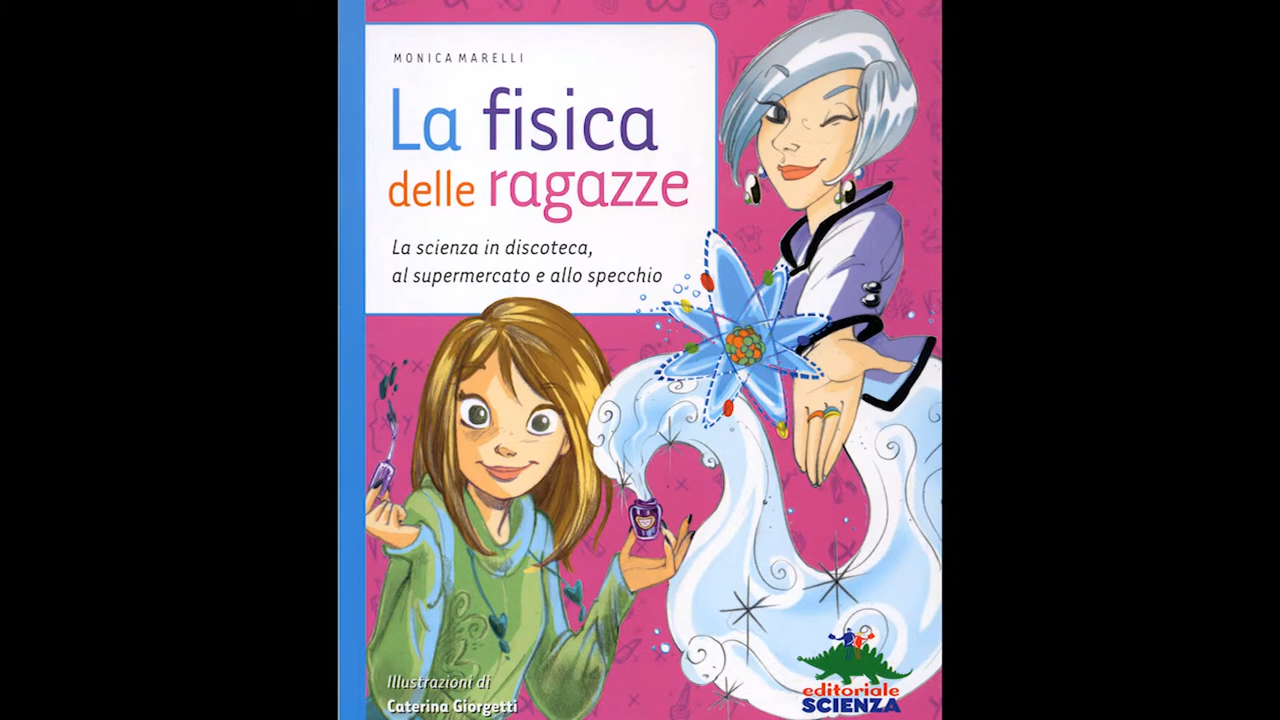 MONICA MARELLI
La fisica
delle ragazze
La scienza in discoteca,
al supermercato e allo specchio
Illustrazioni di
Caterina Giorgetti
editoriale
SCIENZA